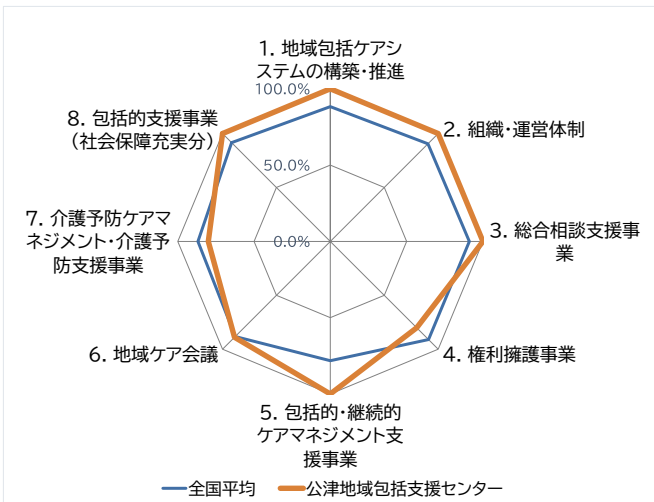 1. 地域包括ケアシ
ステムの構築・推進
100.0%
8. 包括的支援事業
（社会保障充実分）
2. 組織・運営体制
50.0%
7. 介護予防ケアマ
ネジメント・介護予
防支援事業
0.0%
3. 総合相談支援事
業
6. 地域ケア会議
4. 権利擁護事業
5. 包括的・継続的
ケアマネジメント支
援事業
全国平均
公津地域包括支援センター